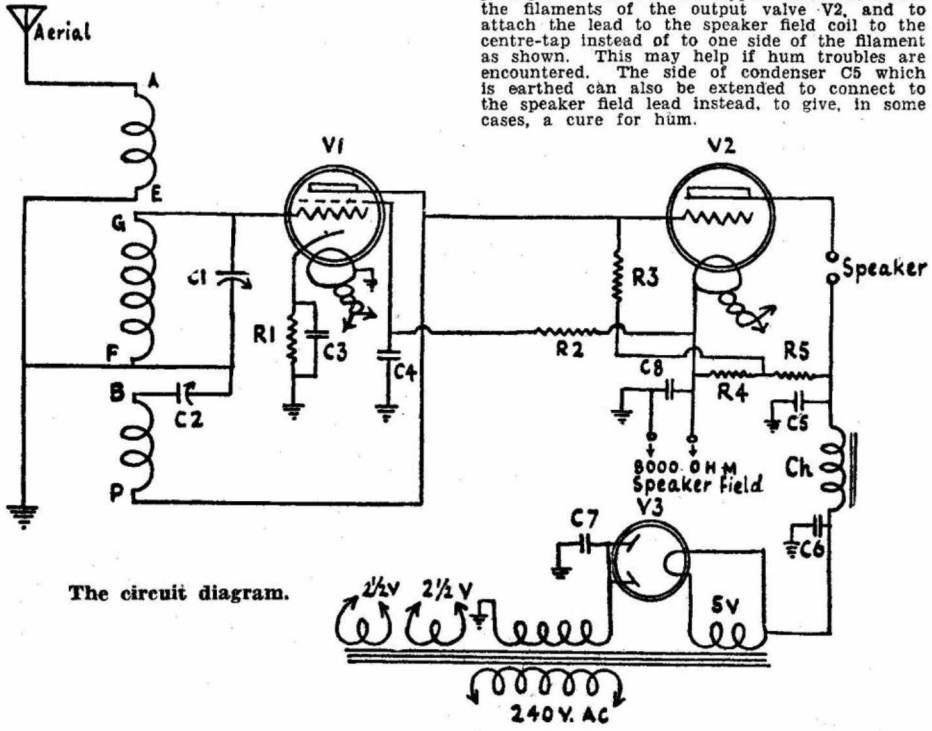 the filaments of the output valve V2, and to
attach the lead to the speaker field coil to the
centre-tap instead of to one side of the filament
as shown. This may help if hum troubles are
encountered. The side of condenser C5 which
is earthed can also be extended to connect to
the speaker field lead instead, to give, in some
cases, a cure for hum.
Aerial
A
E
G
F
B
P
C1
C2
V1
R1
C3
C4
V2
Speaker
R3
R2
R4
R5
C8
C5
8000 OHM
Speaker Field
Ch
C6
V3
C7
The circuit diagram.
2½V
2½V
5V
240V. AC